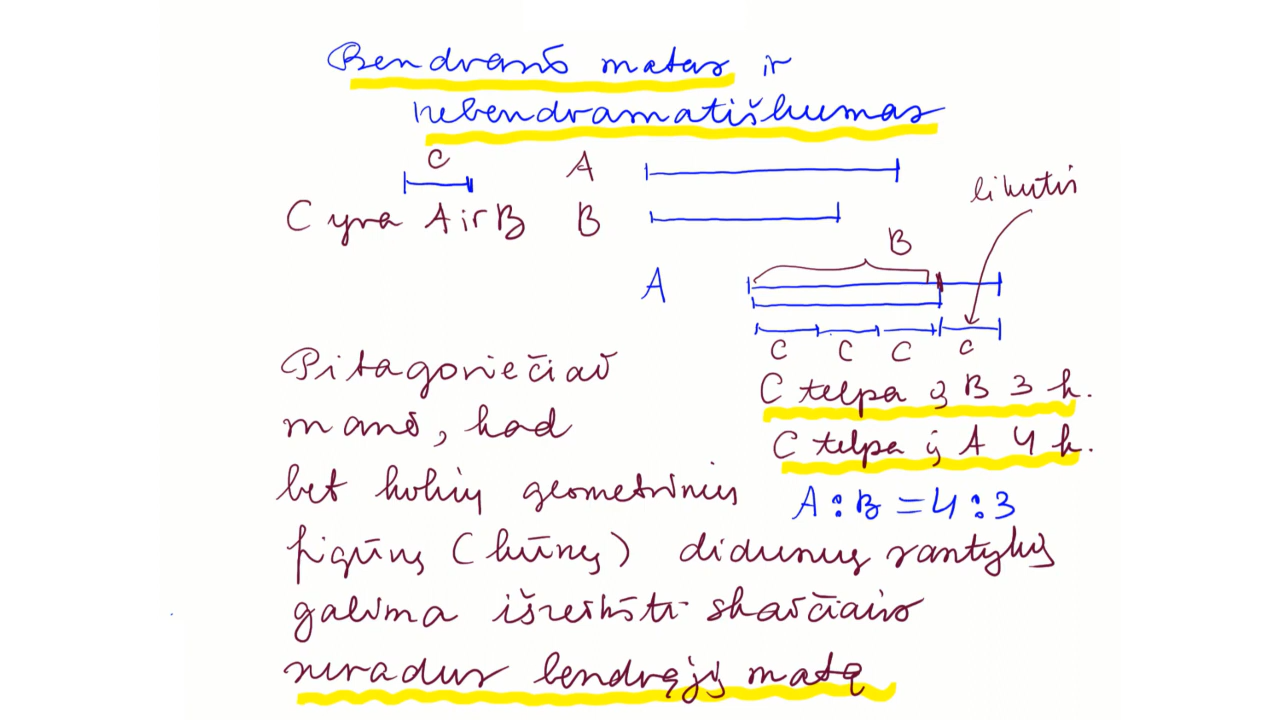 Bendrasis matas ir
nebendramatiškumas
C
A
C yra A ir B
B
likutis
B
A
C C C C
C telpa į B 3 k.
C telpa į A 4 k.
A : B = 4 : 3
Pitagoriečiai
manė, kad
bet kokių geometrinių
figūrų (kūnų) didumų santykį
galima išreikšti skaičiais
suradus bendrąjį matą